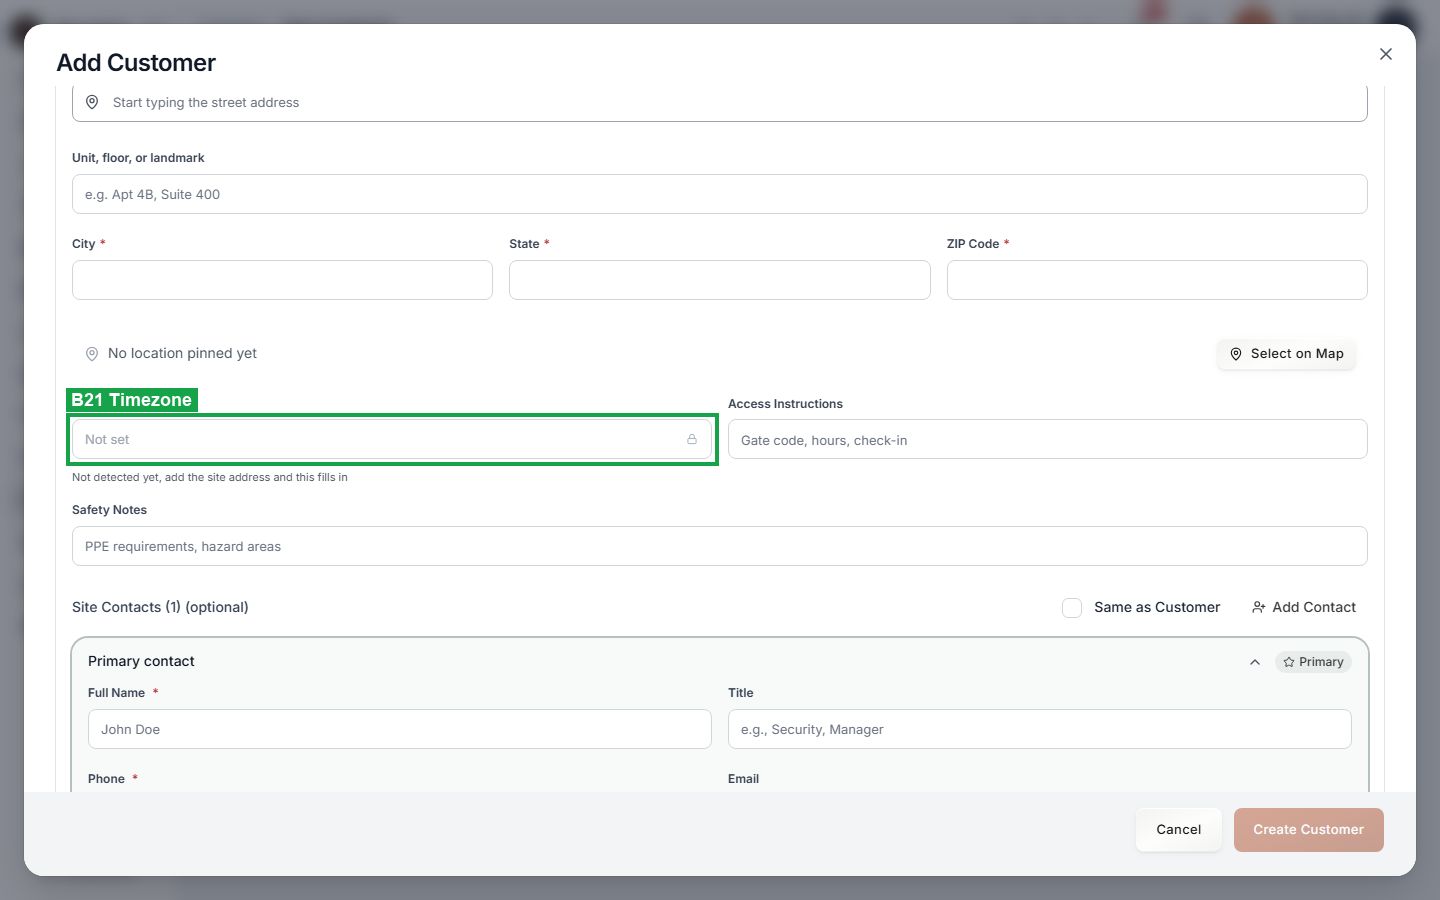 Add Customer
Start typing the street address
Unit, floor, or landmark
e.g. Apt 4B, Suite 400
City *
State *
ZIP Code *
No location pinned yet
Select on Map
B21 Timezone
Access Instructions
Not set
Gate code, hours, check-in
Not detected yet, add the site address and this fills in
Safety Notes
PPE requirements, hazard areas
Site Contacts (1) (optional)
Same as Customer
Add Contact
Primary contact
Primary
Full Name *
Title
John Doe
e.g., Security, Manager
Phone *
Email
Cancel
Create Customer